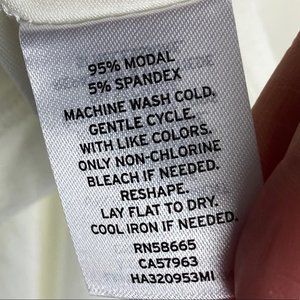 95% MODAL
5% SPANDEX
MACHINE WASH COLD.
GENTLE CYCLE.
WITH LIKE COLORS.
ONLY NON-CHLORINE
BLEACH IF NEEDED.
RESHAPE.
LAY FLAT TO DRY.
COOL IRON IF NEEDED.
RN58665
CA57963
HA320953MI